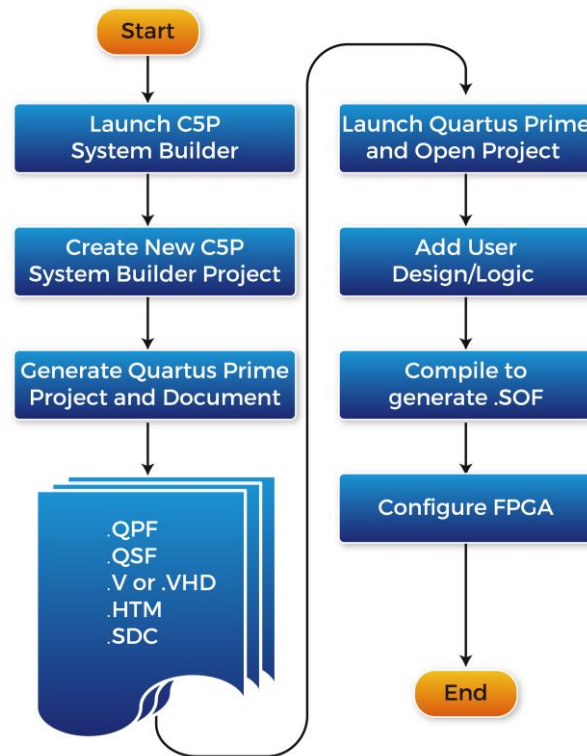 Start
Launch C5P
System Builder
Create New C5P
System Builder Project
Generate Quartus Prime
Project and Document
.QPF
.QSF
.V or .VHD
.HTM
.SDC
Launch Quartus Prime
and Open Project
Add User
Design/Logic
Compile to
generate .SOF
Configure FPGA
End